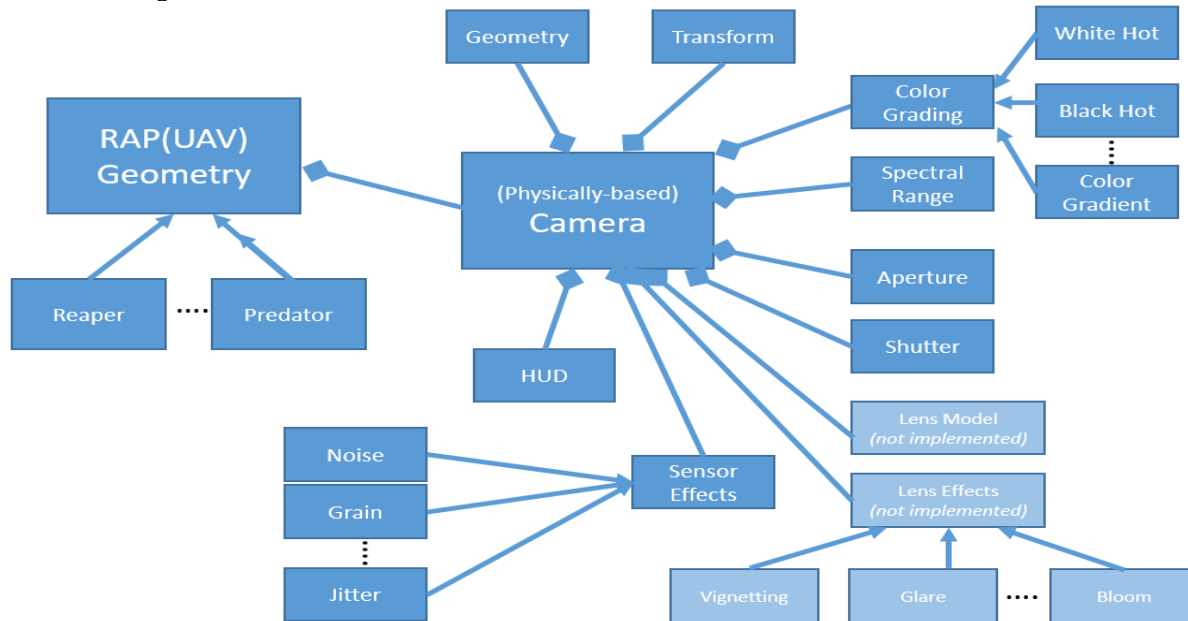 Geometry
Transform
White Hot
Color
Grading
Black Hot
RAP(UAV)
Geometry
(Physically-based)
Camera
Spectral
Range
Color
Gradient
Aperture
Reaper
....
Predator
Shutter
HUD
Lens Model
(not implemented)
Noise
Sensor
Effects
Lens Effects
(not implemented)
Grain
Jitter
Vignetting
Glare
....
Bloom